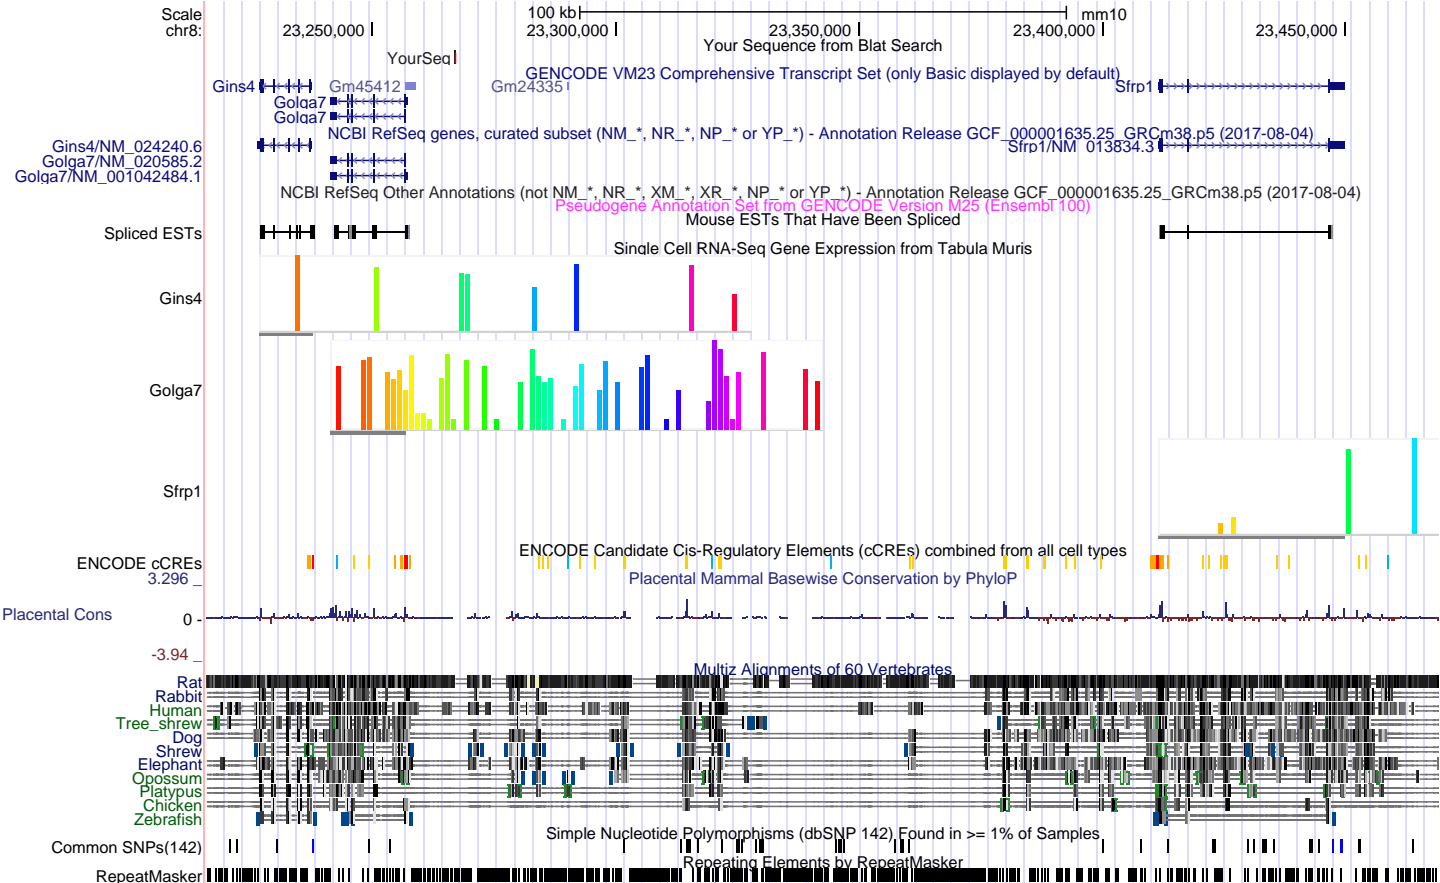 Scale 100 kb mm10
chr8: 23,250,000 23,300,000 23,350,000 23,400,000 23,450,000
Your Sequence from Blat Search
YourSeq
GENCODE VM23 Comprehensive Transcript Set (only Basic displayed by default)
Gins4 Gm45412 Gm24335 Sfrp1
Golga7
Golga7
NCBI RefSeq genes, curated subset (NM_*, NR_*, NP_* or YP_*) - Annotation Release GCF_000001635.25_GRCm38.p5 (2017-08-04)
Gins4/NM_024240.6 Sfrp1/NM_013834.3
Golga7/NM_020585.2
Golga7/NM_001042484.1
NCBI RefSeq Other Annotations (not NM_*, NR_*, XM_*, XR_*, NP_* or YP_*) - Annotation Release GCF_000001635.25_GRCm38.p5 (2017-08-04)
Pseudogene Annotation Set from GENCODE Version M25 (Ensembl 100)
Mouse ESTs That Have Been Spliced
Spliced ESTs
Single Cell RNA-Seq Gene Expression from Tabula Muris
Gins4
Golga7
Sfrp1
ENCODE Candidate Cis-Regulatory Elements (cCREs) combined from all cell types
ENCODE cCREs
3.296 _
Placental Mammal Basewise Conservation by PhyloP
Placental Cons
0 -
-3.94 _
Multiz Alignments of 60 Vertebrates
Rat
Rabbit
Human
Tree_shrew
Dog
Shrew
Elephant
Opossum
Platypus
Chicken
Zebrafish
Simple Nucleotide Polymorphisms (dbSNP 142) Found in >= 1% of Samples
Common SNPs(142)
Repeating Elements by RepeatMasker
RepeatMasker